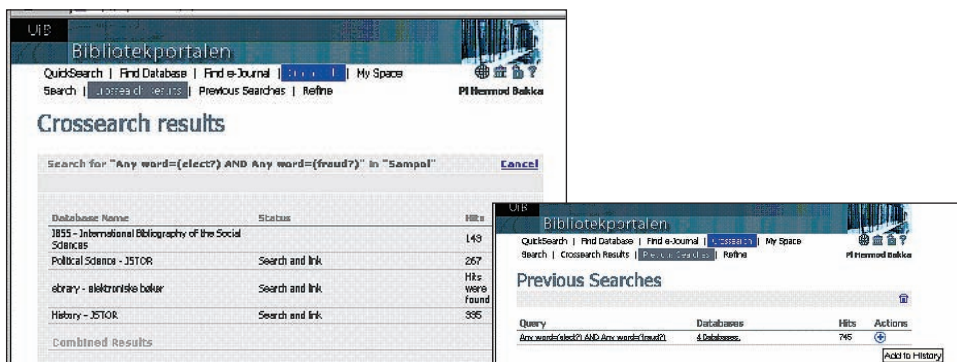 UiB
Bibliotekportalen
QuickSearch | Find Database | Find e-Journal | | My Space
Search | Crossearch Results | Previous Searches | Refine
Pl Hermod Bakka
Crossearch results
Search for "Any word=(elect?) AND Any word=(fraud?)" in "Sampol"
Cancel
Database Name Status Hits
IBSS - International Bibliography of the Social
Sciences 149
Political Science - JSTOR Search and link 267
ebrary - elektroniske bøker Search and link Hits were found
History - JSTOR Search and link 335
Combined Results
UiB
Bibliotekportalen
QuickSearch | Find Database | Find e-Journal | Crossearch | My Space
Search | Crossearch Results | Previous Searches | Refine
Pl Hermod Bakka
Previous Searches
Query Databases Hits Actions
Any word=(elect?) AND Any word=(fraud?) 4 Databases. 745
Add to History